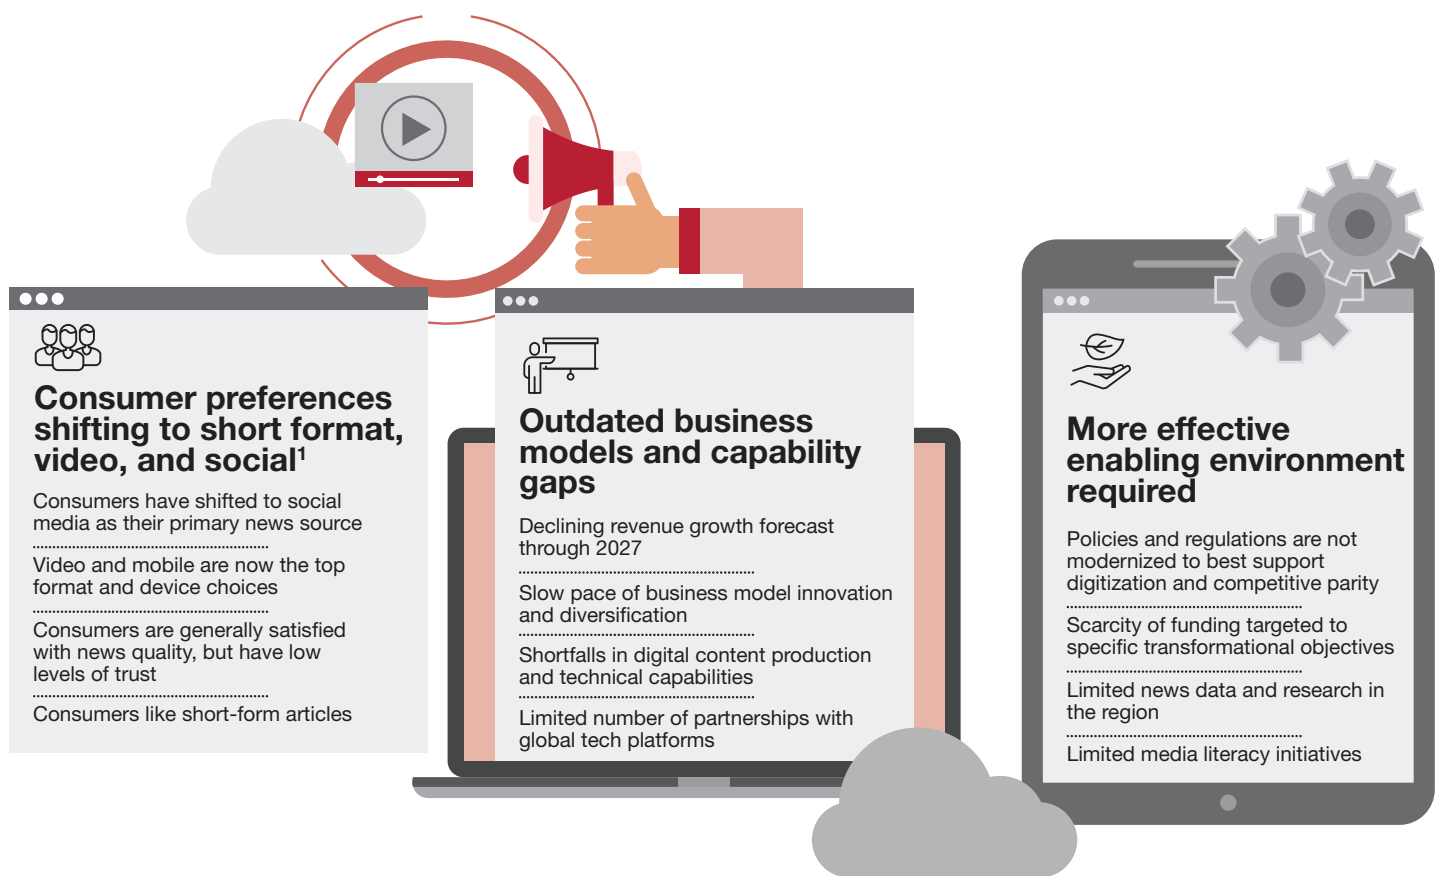 Consumer preferences
shifting to short format,
video, and social¹
Consumers have shifted to social
media as their primary news source
Video and mobile are now the top
format and device choices
Consumers are generally satisfied
with news quality, but have low
levels of trust
Consumers like short-form articles
Outdated business
models and capability
gaps
Declining revenue growth forecast
through 2027
Slow pace of business model innovation
and diversification
Shortfalls in digital content production
and technical capabilities
Limited number of partnerships with
global tech platforms
More effective
enabling environment
required
Policies and regulations are not
modernized to best support
digitization and competitive parity
Scarcity of funding targeted to
specific transformational objectives
Limited news data and research in
the region
Limited media literacy initiatives